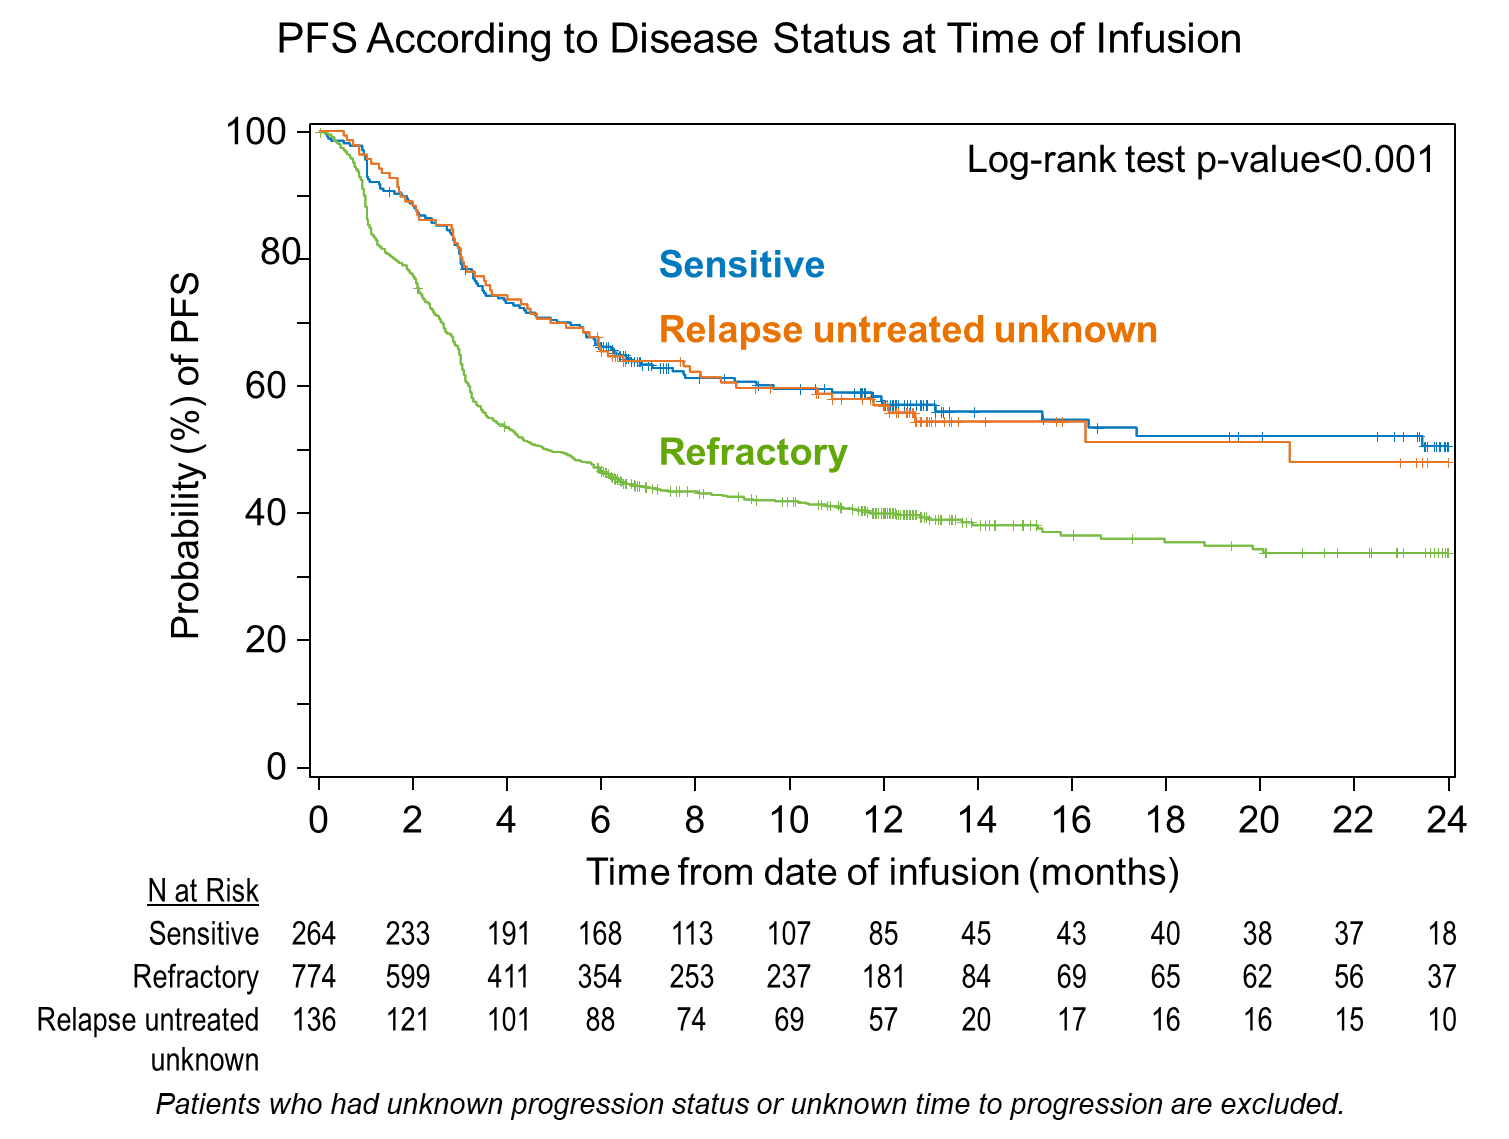 PFS According to Disease Status at Time of Infusion
Log-rank test p-value<0.001
Probability (%) of PFS
100
80
60
40
20
0
Sensitive
Relapse untreated unknown
Refractory
0 2 4 6 8 10 12 14 16 18 20 22 24
Time from date of infusion (months)
N at Risk
Sensitive 264 233 191 168 113 107 85 45 43 40 38 37 18
Refractory 774 599 411 354 253 237 181 84 69 65 62 56 37
Relapse untreated 136 121 101 88 74 69 57 20 17 16 16 15 10
unknown
Patients who had unknown progression status or unknown time to progression are excluded.